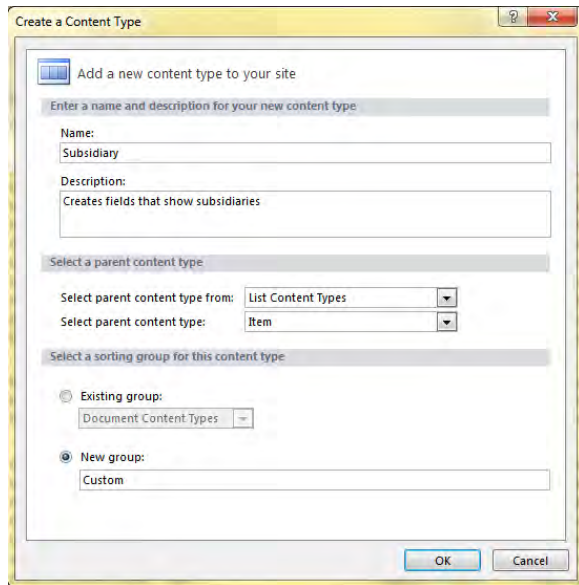 Create a Content Type
Add a new content type to your site
Enter a name and description for your new content type
Name:
Subsidiary
Description:
Creates fields that show subsidiaries
Select a parent content type
Select parent content type from: List Content Types
Select parent content type: Item
Select a sorting group for this content type
Existing group:
Document Content Types
New group:
Custom
OK Cancel